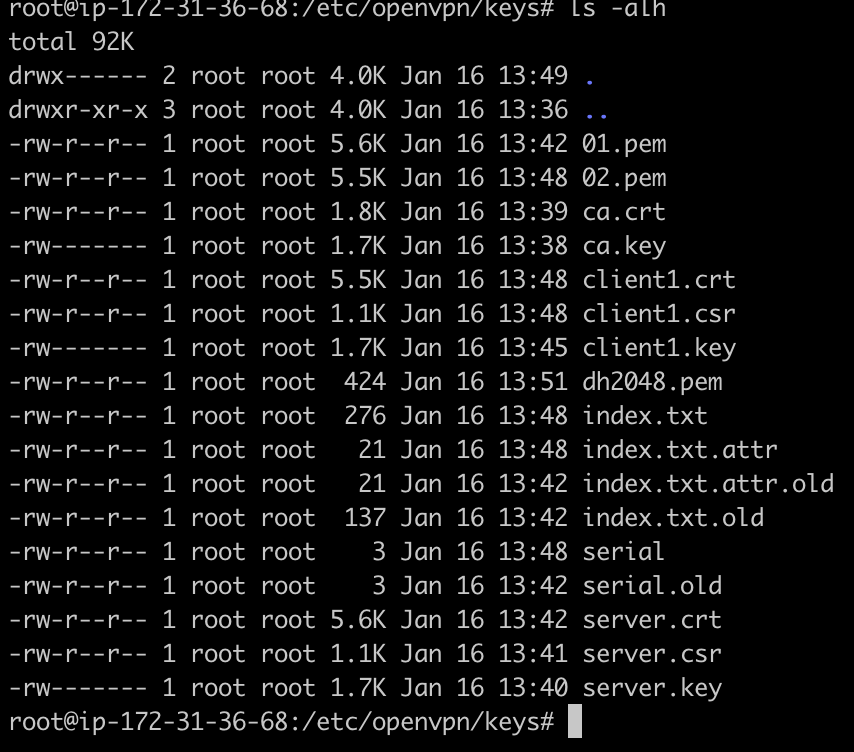 root@ip-172-31-36-68:/etc/openvpn/keys# ls -alh
total 92K
drwx------ 2 root root 4.0K Jan 16 13:49 .
drwxr-xr-x 3 root root 4.0K Jan 16 13:36 ..
-rw-r--r-- 1 root root 5.6K Jan 16 13:42 01.pem
-rw-r--r-- 1 root root 5.5K Jan 16 13:48 02.pem
-rw-r--r-- 1 root root 1.8K Jan 16 13:39 ca.crt
-rw------- 1 root root 1.7K Jan 16 13:38 ca.key
-rw-r--r-- 1 root root 5.5K Jan 16 13:48 client1.crt
-rw-r--r-- 1 root root 1.1K Jan 16 13:48 client1.csr
-rw------- 1 root root 1.7K Jan 16 13:45 client1.key
-rw-r--r-- 1 root root  424 Jan 16 13:51 dh2048.pem
-rw-r--r-- 1 root root  276 Jan 16 13:48 index.txt
-rw-r--r-- 1 root root   21 Jan 16 13:48 index.txt.attr
-rw-r--r-- 1 root root   21 Jan 16 13:42 index.txt.attr.old
-rw-r--r-- 1 root root  137 Jan 16 13:42 index.txt.old
-rw-r--r-- 1 root root    3 Jan 16 13:48 serial
-rw-r--r-- 1 root root    3 Jan 16 13:42 serial.old
-rw-r--r-- 1 root root 5.6K Jan 16 13:42 server.crt
-rw-r--r-- 1 root root 1.1K Jan 16 13:41 server.csr
-rw------- 1 root root 1.7K Jan 16 13:40 server.key
root@ip-172-31-36-68:/etc/openvpn/keys#